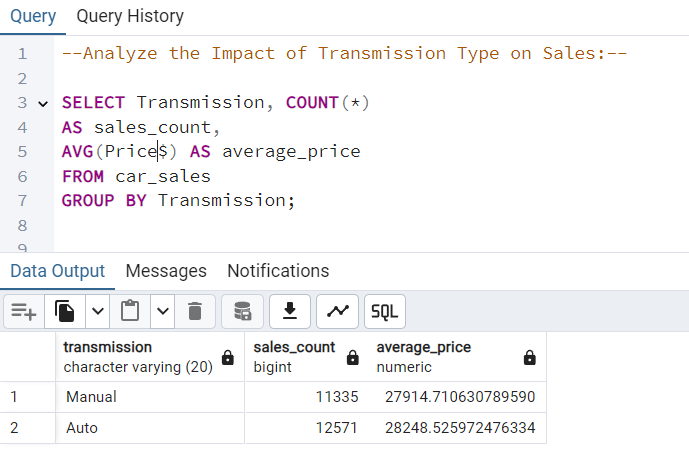 Query Query History
1 --Analyze the Impact of Transmission Type on Sales:--
2
3 SELECT Transmission, COUNT(*)
4 AS sales_count,
5 AVG(Price$) AS average_price
6 FROM car_sales
7 GROUP BY Transmission;
8
9
Data Output Messages Notifications
SQL
transmission sales_count average_price
character varying (20) bigint numeric
1 Manual 11335 27914.710630789590
2 Auto 12571 28248.525972476334